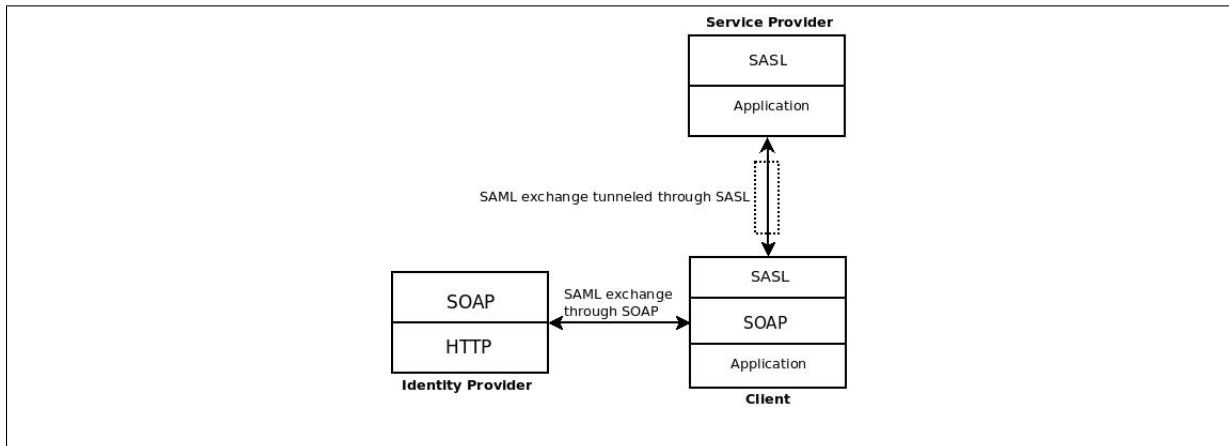 Service Provider
SASL
Application
SAML exchange tunneled through SASL
SASL
SOAP
Application
Client
SAML exchange
through SOAP
SOAP
HTTP
Identity Provider